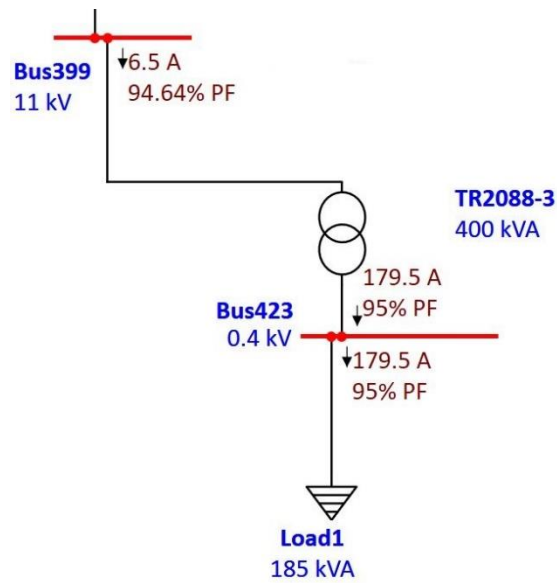 6.5 A
94.64% PF
Bus399
11 kV
TR2088-3
400 kVA
179.5 A
95% PF
Bus423
0.4 kV
179.5 A
95% PF
Load1
185 kVA